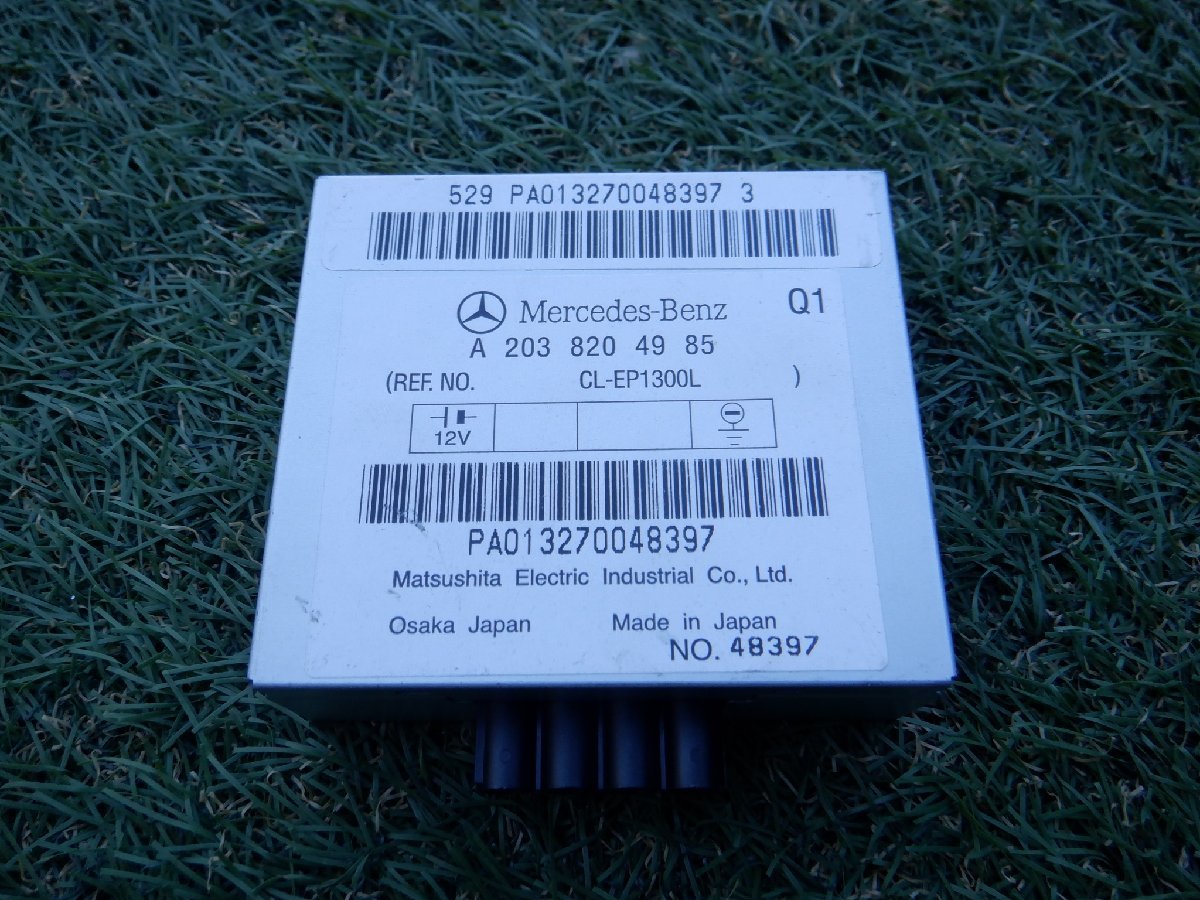 529 PA013270048397 3
Mercedes-Benz Q1
A 203 820 49 85
(REF. NO. CL-EP1300L )
12V
PA013270048397
Matsushita Electric Industrial Co., Ltd.
Osaka Japan Made in Japan
NO. 48397